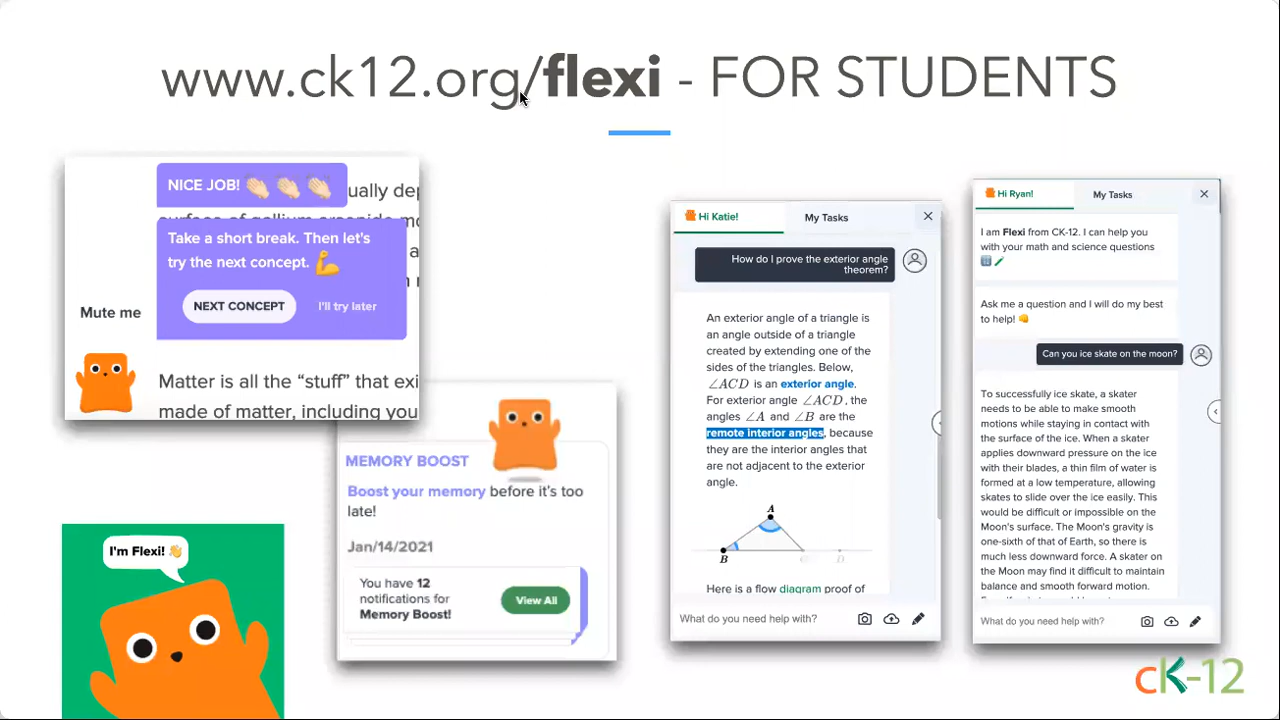 www.ck12.org/flexi - FOR STUDENTS
NICE JOB! 👏🏻 👏🏻 👏🏻
ually dep
Take a short break. Then let's
try the next concept. 💪
NEXT CONCEPT
I'll try later
Mute me
Matter is all the “stuff” that exi
made of matter, including you
MEMORY BOOST
Boost your memory before it's too
late!
Jan/14/2021
You have 12
notifications for
Memory Boost!
View All
I'm Flexi! 👋
Hi Katie!
My Tasks
How do I prove the exterior angle
theorem?
An exterior angle of a triangle is
an angle outside of a triangle
created by extending one of the
sides of the triangles. Below,
∠ACD is an exterior angle.
For exterior angle ∠ACD, the
angles ∠A and ∠B are the
remote interior angles, because
they are the interior angles that
are not adjacent to the exterior
angle.
A
B
D
Here is a flow diagram proof of
What do you need help with?
Hi Ryan!
My Tasks
I am Flexi from CK-12. I can help you
with your math and science questions
Ask me a question and I will do my best
to help! 👊
Can you ice skate on the moon?
To successfully ice skate, a skater
needs to be able to make smooth
motions while staying in contact with
the surface of the ice. When a skater
applies downward pressure on the ice
with their blades, a thin film of water is
formed at a low temperature, allowing
skates to slide over the ice easily. This
would be difficult or impossible on the
Moon's surface. The Moon's gravity is
one-sixth of that of Earth, so there is
much less downward force. A skater on
the Moon may find it difficult to maintain
balance and smooth forward motion.
What do you need help with?
cK-12